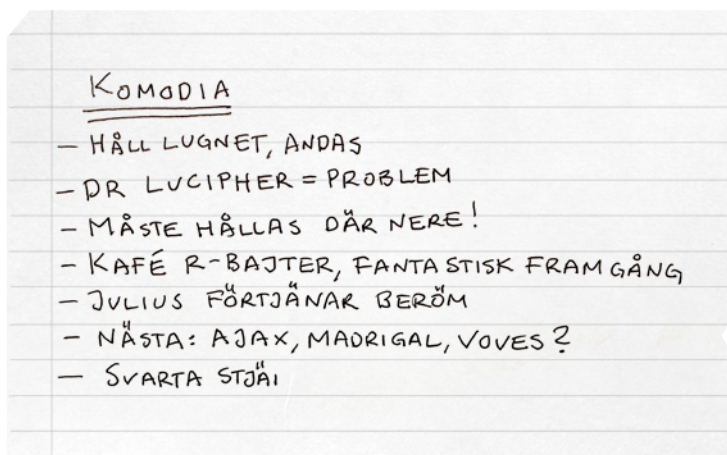 KOMODIA
- HÅLL LUGNET, ANDAS
- DR LUCIPHER = PROBLEM
- MÅSTE HÅLLAS DÄR NERE!
- KAFÉ R-BAJTER, FANTASTISK FRAMGÅNG
- JULIUS FÖRTJÄNAR BERÖM
- NÄSTA: AJAX, MADRIGAL, VOVES?
- SVARTA STJÄ